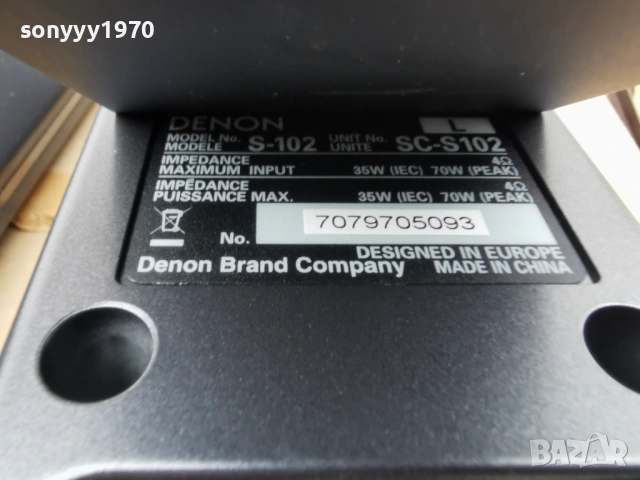 sonyyy1970
DENON
L
MODEL No. S-102 UNIT No. SC-S102
MODELE UNITE
IMPEDANCE 4Ω
MAXIMUM INPUT 35W (IEC) 70W (PEAK)
IMPÉDANCE 4Ω
PUISSANCE MAX. 35W (IEC) 70W (PEAK)
No. 7079705093
DESIGNED IN EUROPE
Denon Brand Company MADE IN CHINA
BAZAR